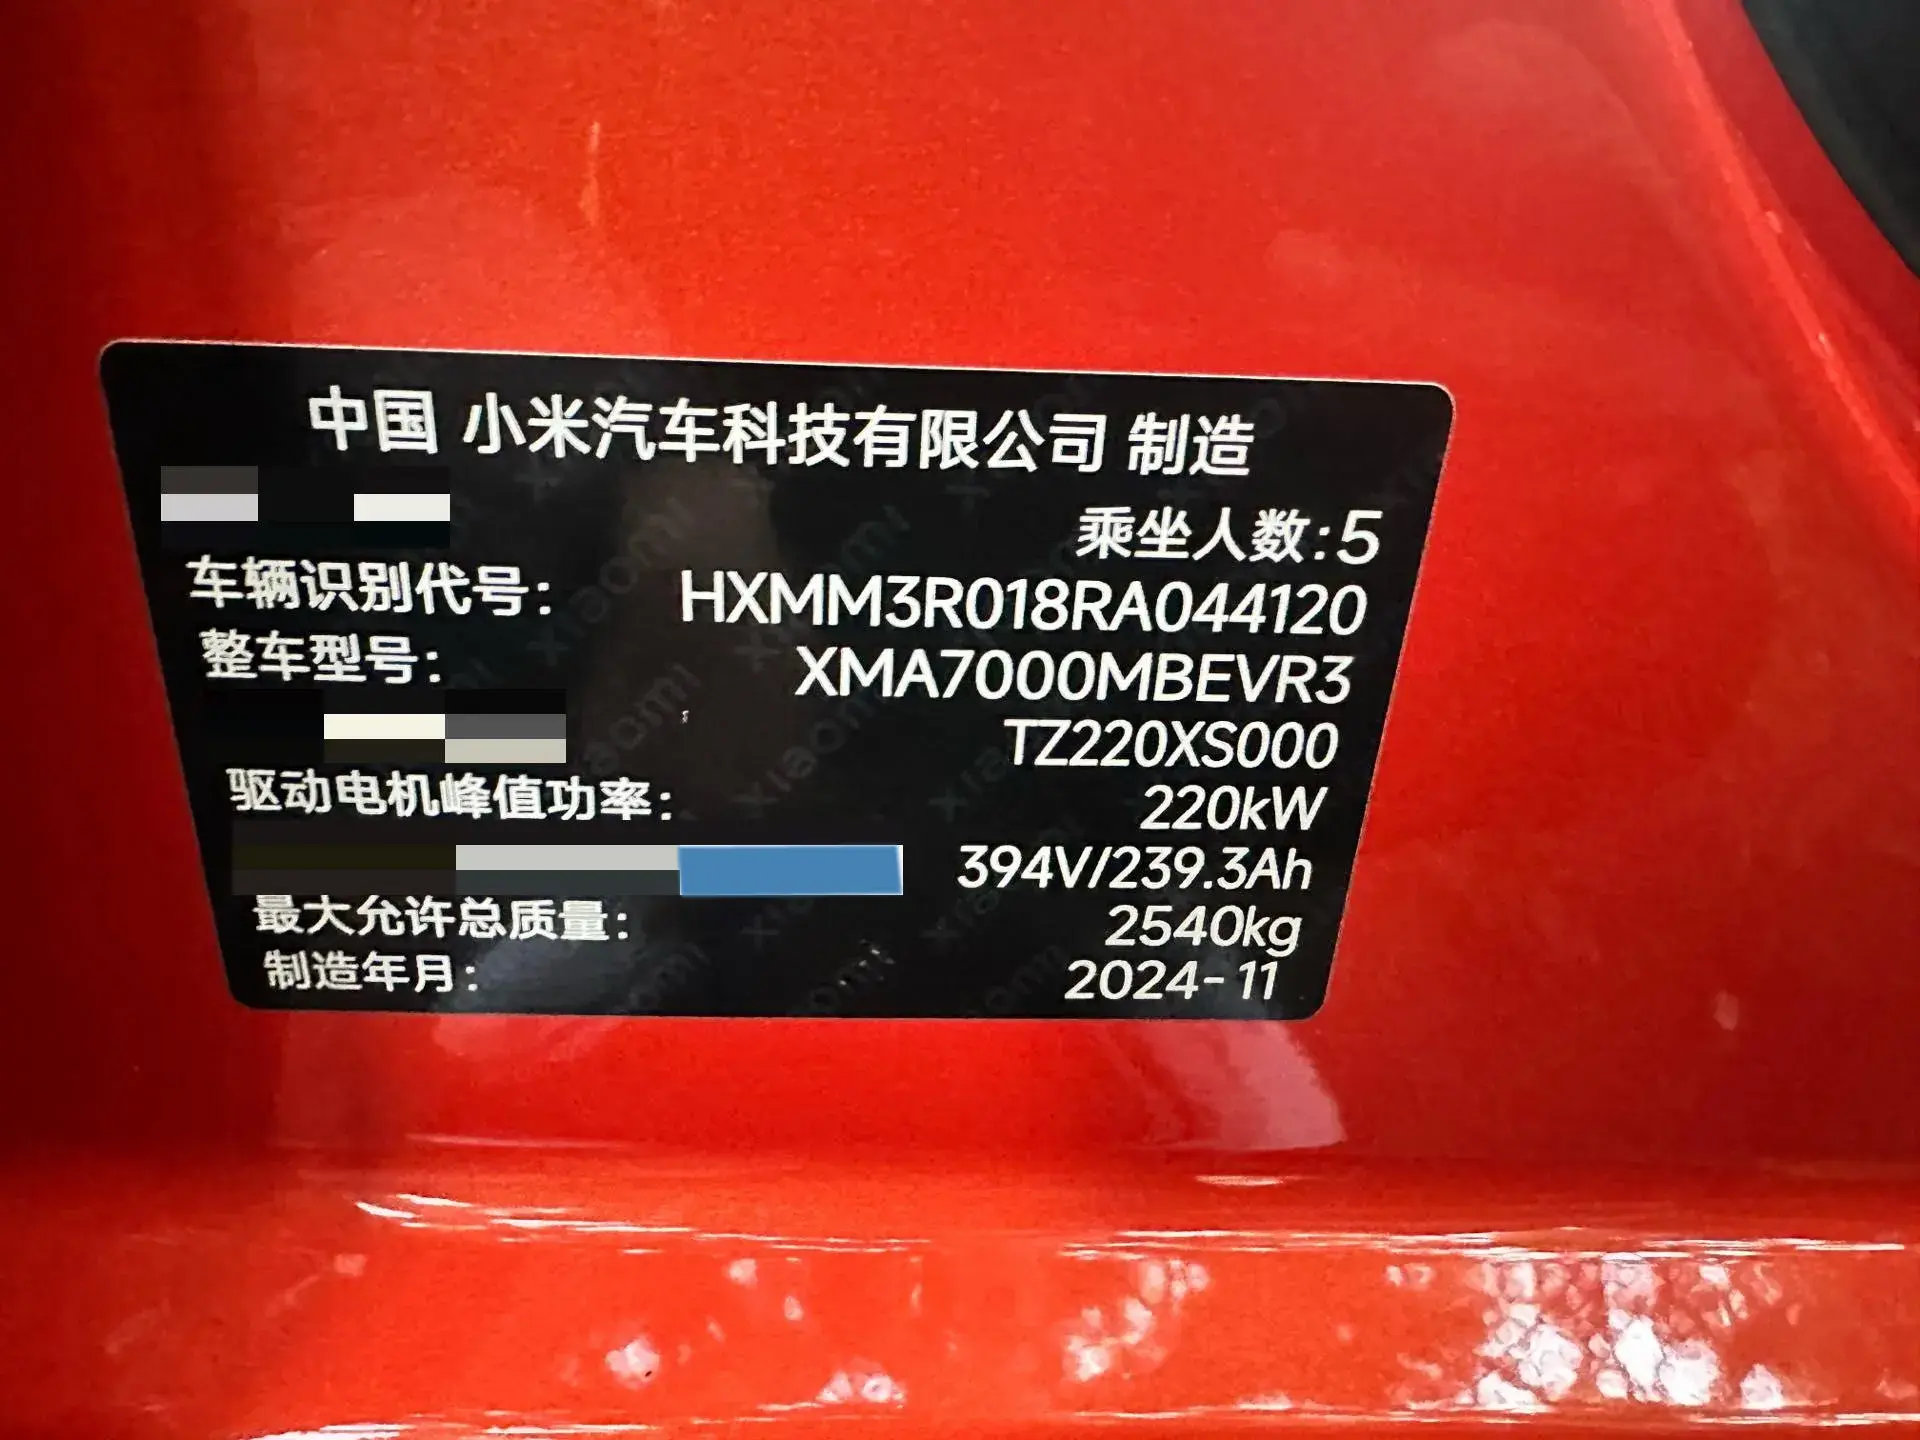 中国 小米汽车科技有限公司 制造
乘坐人数:5
车辆识别代号: HXMM3R018RA044120
整车型号: XMA7000MBEVR3
TZ220XS000
驱动电机峰值功率: 220kW
394V/239.3Ah
最大允许总质量: 2540kg
制造年月: 2024-11